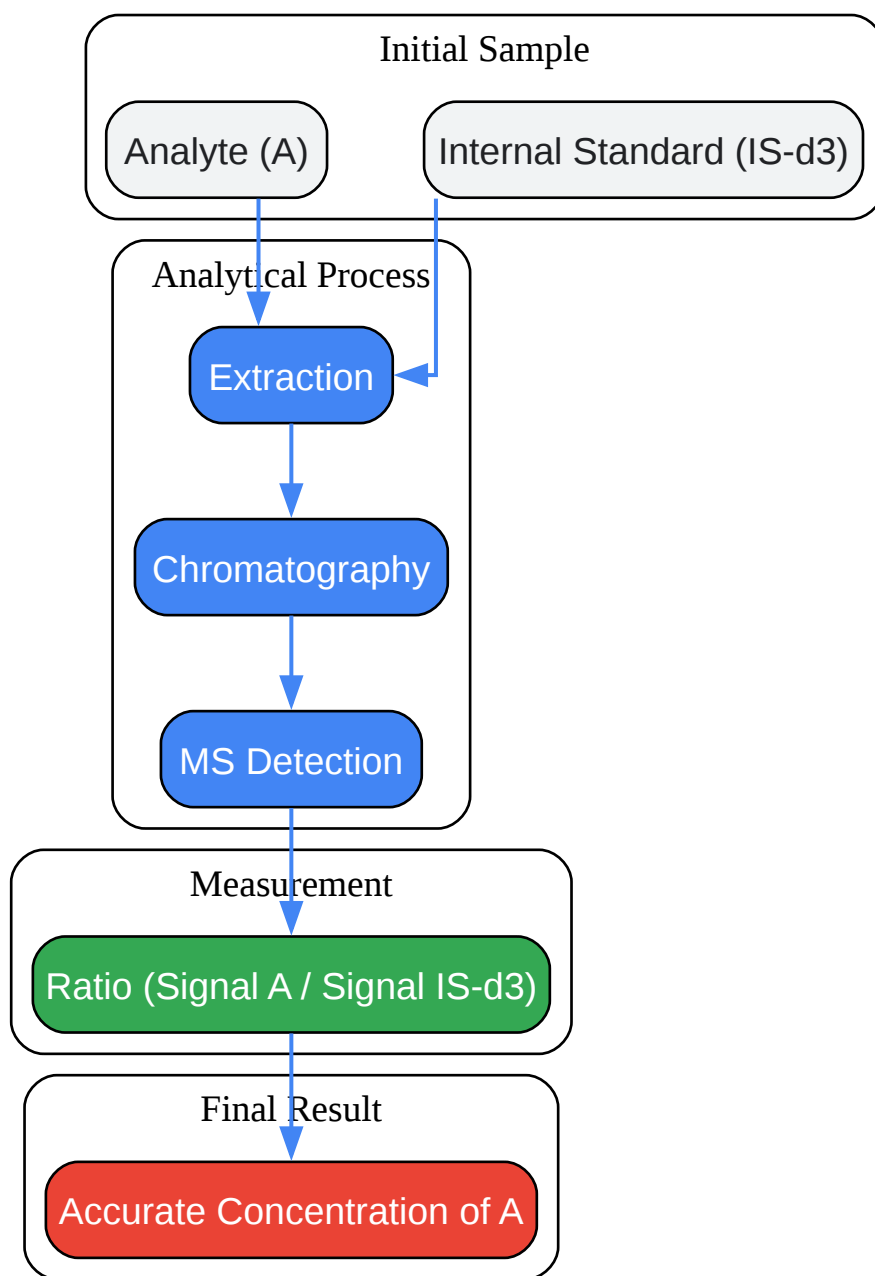 Initial Sample
Analyte (A)
Internal Standard (IS-d3)
Analytical Process
Extraction
Chromatography
MS Detection
Measurement
Ratio (Signal A / Signal IS-d3)
Final Result
Accurate Concentration of A